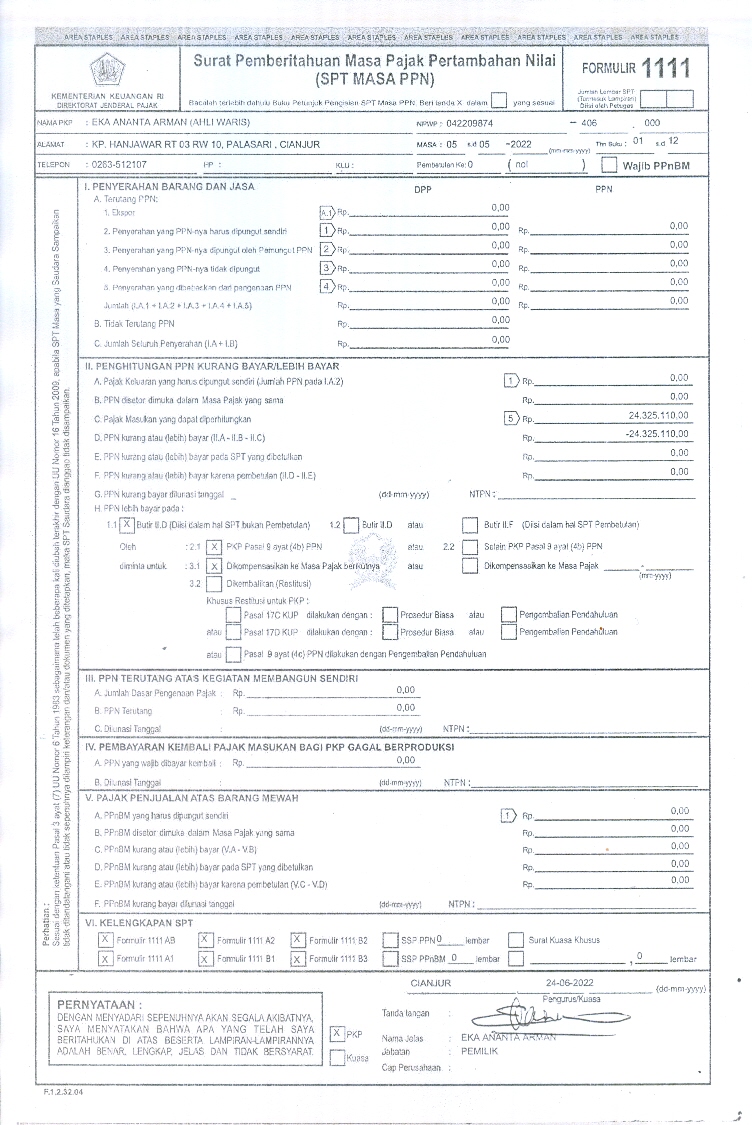 AREA STAPLES AREA STAPLES AREA STAPLES AREA STAPLES AREA STAPLES AREA STAPLES AREA STAPLES AREA STAPLES AREA STAPLES AREA STAPLES AREA STAPLES
KEMENTERIAN KEUANGAN RI
DIREKTORAT JENDERAL PAJAK
Surat Pemberitahuan Masa Pajak Pertambahan Nilai
(SPT MASA PPN)
Bacalah terlebih dahulu Buku Petunjuk Pengisian SPT Masa PPN. Beri tanda X dalam yang sesuai
FORMULIR 1111
Jumlah Lembar SPT
(Termasuk Lampiran)
Diisi oleh Petugas
NAMA PKP : EKA ANANTA ARMAN (AHLI WARIS) NPWP : 042209874 - 406 . 000
ALAMAT : KP. HANJAWAR RT 03 RW 10, PALASARI , CIANJUR MASA : 05 s.d 05 -2022 (mm-mm-yyyy) Thn Buku : 01 s.d 12
TELEPON : 0263-512107 HP : KLU : Pembetulan Ke: 0 ( nol ) Wajib PPnBM
I. PENYERAHAN BARANG DAN JASA DPP PPN
A. Terutang PPN:
1. Ekspor A.1 Rp. 0,00
2. Penyerahan yang PPN-nya harus dipungut sendiri 1 Rp. 0,00 Rp. 0,00
3. Penyerahan yang PPN-nya dipungut oleh Pemungut PPN 2 Rp. 0,00 Rp. 0,00
4. Penyerahan yang PPN-nya tidak dipungut 3 Rp. 0,00 Rp. 0,00
5. Penyerahan yang dibebaskan dari pengenaan PPN 4 Rp. 0,00 Rp. 0,00
Jumlah (I.A.1 + I.A.2 + I.A.3 + I.A.4 + I.A.5) Rp. 0,00 Rp. 0,00
B. Tidak Terutang PPN Rp. 0,00
C. Jumlah Seluruh Penyerahan (I.A + I.B) Rp. 0,00
II. PENGHITUNGAN PPN KURANG BAYAR/LEBIH BAYAR
A. Pajak Keluaran yang harus dipungut sendiri (Jumlah PPN pada I.A.2) 1 Rp. 0,00
B. PPN disetor dimuka dalam Masa Pajak yang sama Rp. 0,00
C. Pajak Masukan yang dapat diperhitungkan 5 Rp. 24.325.110,00
D. PPN kurang atau (lebih) bayar (II.A - II.B - II.C) Rp. -24.325.110,00
E. PPN kurang atau (lebih) bayar pada SPT yang dibetulkan Rp. 0,00
F. PPN kurang atau (lebih) bayar karena pembetulan (II.D - II.E) Rp. 0,00
G. PPN kurang bayar dilunasi tanggal (dd-mm-yyyy) NTPN :
H. PPN lebih bayar pada :
1.1 X Butir II.D (Diisi dalam hal SPT bukan Pembetulan) 1.2 Butir II.D atau Butir II.F (Diisi dalam hal SPT Pembetulan)
Oleh : 2.1 X PKP Pasal 9 ayat (4b) PPN atau 2.2 Selain PKP Pasal 9 ayat (4b) PPN
diminta untuk : 3.1 X Dikompensasikan ke Masa Pajak berikutnya atau Dikompensasikan ke Masa Pajak - (mm-yyyy)
3.2 Dikembalikan (Restitusi)
Khusus Restitusi untuk PKP :
Pasal 17C KUP dilakukan dengan : Prosedur Biasa atau Pengembalian Pendahuluan
atau Pasal 17D KUP dilakukan dengan : Prosedur Biasa atau Pengembalian Pendahuluan
atau Pasal 9 ayat (4c) PPN dilakukan dengan Pengembalian Pendahuluan
III. PPN TERUTANG ATAS KEGIATAN MEMBANGUN SENDIRI
A. Jumlah Dasar Pengenaan Pajak : Rp. 0,00
B. PPN Terutang : Rp. 0,00
C. Dilunasi Tanggal : (dd-mm-yyyy) NTPN :
IV. PEMBAYARAN KEMBALI PAJAK MASUKAN BAGI PKP GAGAL BERPRODUKSI
A. PPN yang wajib dibayar kembali : Rp. 0,00
B. Dilunasi Tanggal : (dd-mm-yyyy) NTPN :
V. PAJAK PENJUALAN ATAS BARANG MEWAH
A. PPnBM yang harus dipungut sendiri 1 Rp. 0,00
B. PPnBM disetor dimuka dalam Masa Pajak yang sama Rp. 0,00
C. PPnBM kurang atau (lebih) bayar (V.A - V.B) Rp. 0,00
D. PPnBM kurang atau (lebih) bayar pada SPT yang dibetulkan Rp. 0,00
E. PPnBM kurang atau (lebih) bayar karena pembetulan (V.C - V.D) Rp. 0,00
F. PPnBM kurang bayar dilunasi tanggal (dd-mm-yyyy) NTPN :
VI. KELENGKAPAN SPT
X Formulir 1111 AB X Formulir 1111 A2 X Formulir 1111 B2 SSP PPN 0 lembar Surat Kuasa Khusus
X Formulir 1111 A1 X Formulir 1111 B1 X Formulir 1111 B3 SSP PPnBM 0 lembar , 0 lembar
Perhatian :
Sesuai dengan ketentuan Pasal 3 ayat (7) UU Nomor 6 Tahun 1983 sebagaimana telah beberapa kali diubah terakhir dengan UU Nomor 16 Tahun 2009, apabila SPT Masa yang Saudara Sampaikan
tidak ditandatangani atau tidak sepenuhnya dilampiri keterangan dan/atau dokumen yang ditetapkan, maka SPT Saudara dianggap tidak disampaikan.
PERNYATAAN :
DENGAN MENYADARI SEPENUHNYA AKAN SEGALA AKIBATNYA,
SAYA MENYATAKAN BAHWA APA YANG TELAH SAYA
BERITAHUKAN DI ATAS BESERTA LAMPIRAN-LAMPIRANNYA
ADALAH BENAR, LENGKAP, JELAS DAN TIDAK BERSYARAT.
X PKP
Kuasa
CIANJUR 24-06-2022 (dd-mm-yyyy)
Pengurus/Kuasa
Tanda tangan :
Nama Jelas : EKA ANANTA ARMAN
Jabatan : PEMILIK
Cap Perusahaan :
F.1.2.32.04